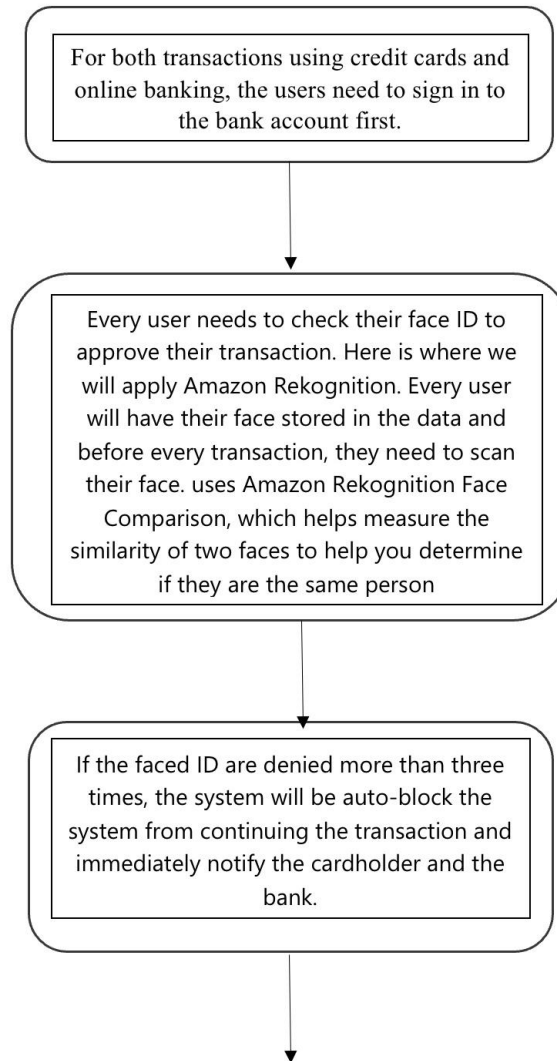 For both transactions using credit cards and
online banking, the users need to sign in to
the bank account first.
Every user needs to check their face ID to
approve their transaction. Here is where we
will apply Amazon Rekognition. Every user
will have their face stored in the data and
before every transaction, they need to scan
their face. uses Amazon Rekognition Face
Comparison, which helps measure the
similarity of two faces to help you determine
if they are the same person
If the faced ID are denied more than three
times, the system will be auto-block the
system from continuing the transaction and
immediately notify the cardholder and the
bank.